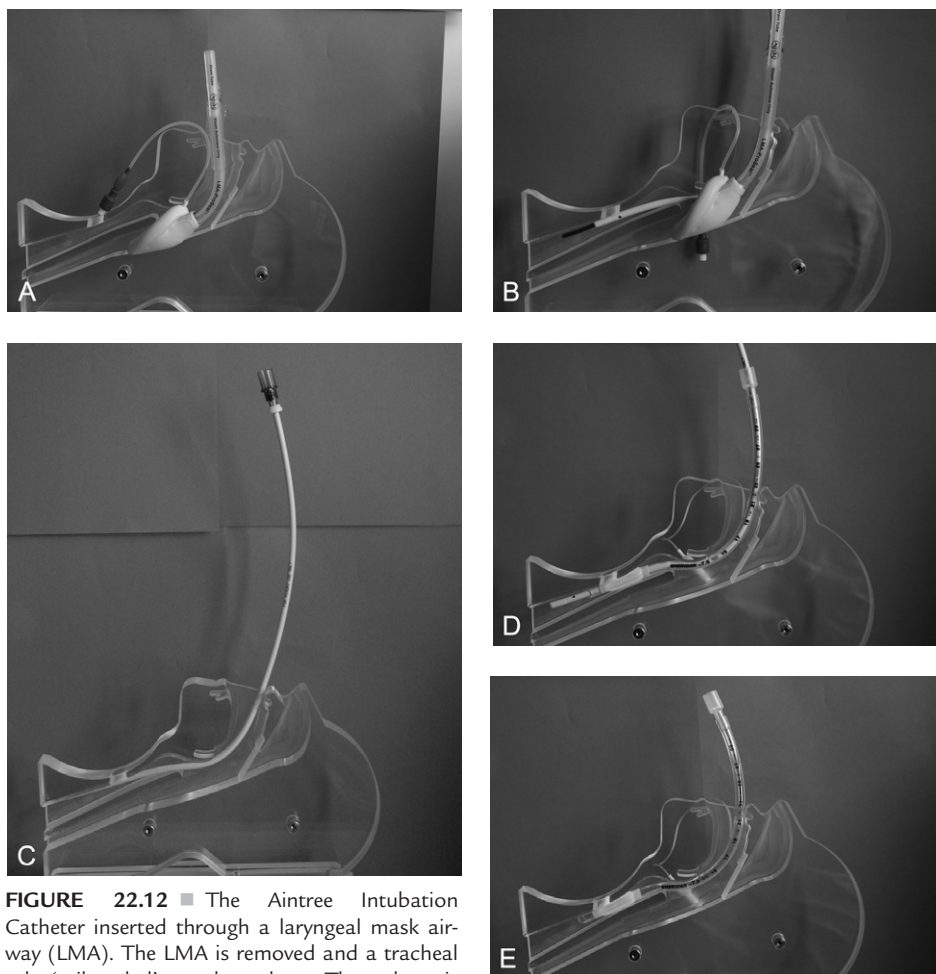 A
B
C
D
E
FIGURE 22.12 ■ The Aintree Intubation
Catheter inserted through a laryngeal mask air-
way (LMA). The LMA is removed and a tracheal